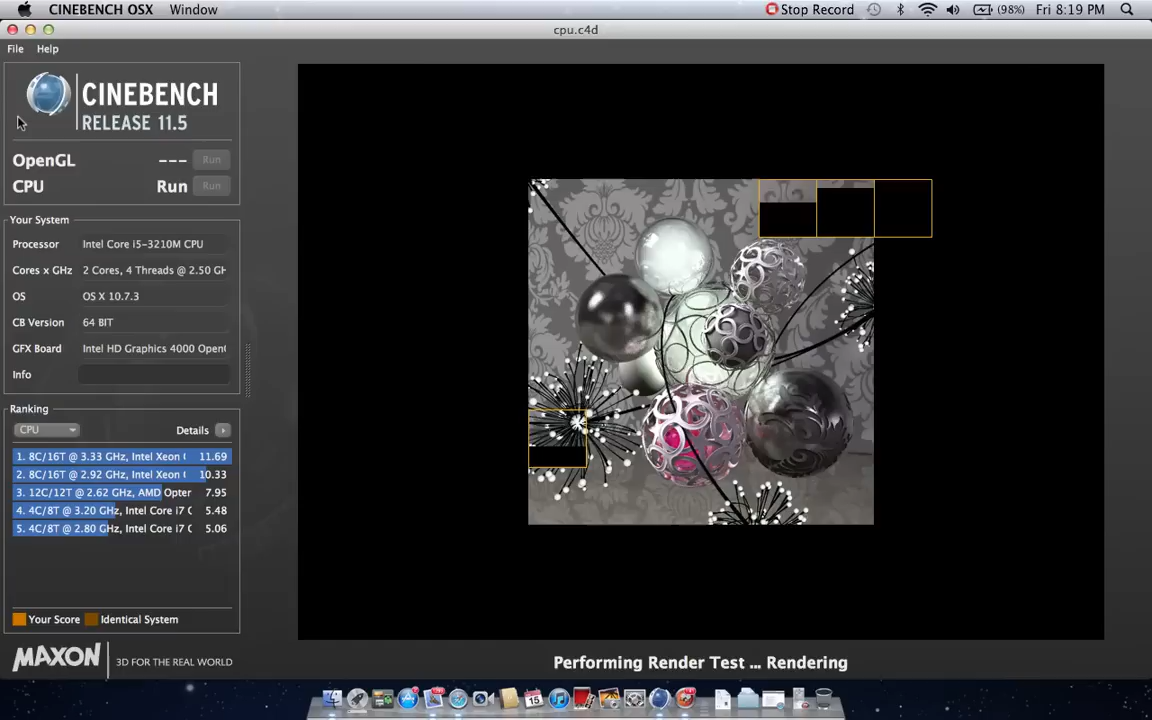 CINEBENCH OSX Window Stop Record (98%) Fri 8:19 PM
cpu.c4d
File Help
CINEBENCH
RELEASE 11.5
OpenGL --- Run
CPU Run Run
Your System
Processor Intel Core i5-3210M CPU
Cores x GHz 2 Cores, 4 Threads @ 2.50 GH
OS OS X 10.7.3
CB Version 64 BIT
GFX Board Intel HD Graphics 4000 Open
Info
Ranking
CPU Details
1. 8C/16T @ 3.33 GHz, Intel Xeon 11.69
2. 8C/16T @ 2.92 GHz, Intel Xeon 10.33
3. 12C/12T @ 2.62 GHz, AMD Opter 7.95
4. 4C/8T @ 3.20 GHz, Intel Core i7 5.48
5. 4C/8T @ 2.80 GHz, Intel Core i7 5.06
Your Score Identical System
MAXON 3D FOR THE REAL WORLD
Performing Render Test ... Rendering
15